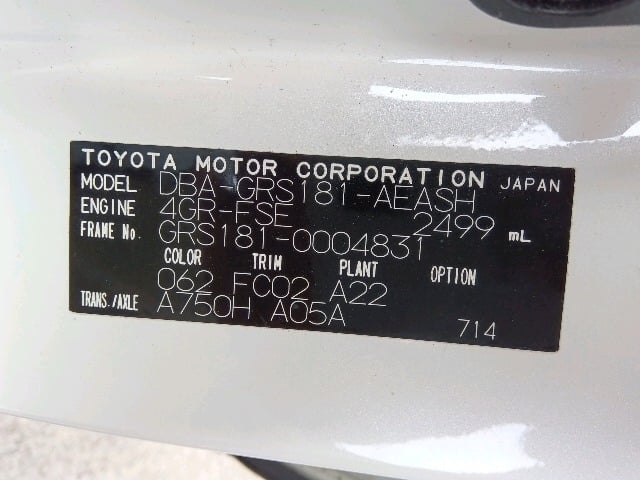 TOYOTA MOTOR CORPORATION JAPAN
MODEL DBA-GRS181-AEASH
ENGINE 4GR-FSE 2499 mL
FRAME No. GRS181-0004831
COLOR TRIM PLANT OPTION
062 FC02 A22
TRANS./AXLE A750H A05A
714